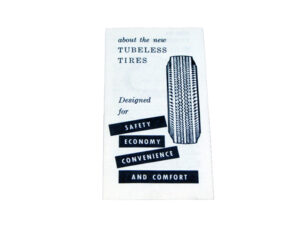 about the new
TUBELESS
TIRES
Designed
for
SAFETY
ECONOMY
CONVENIENCE
AND COMFORT